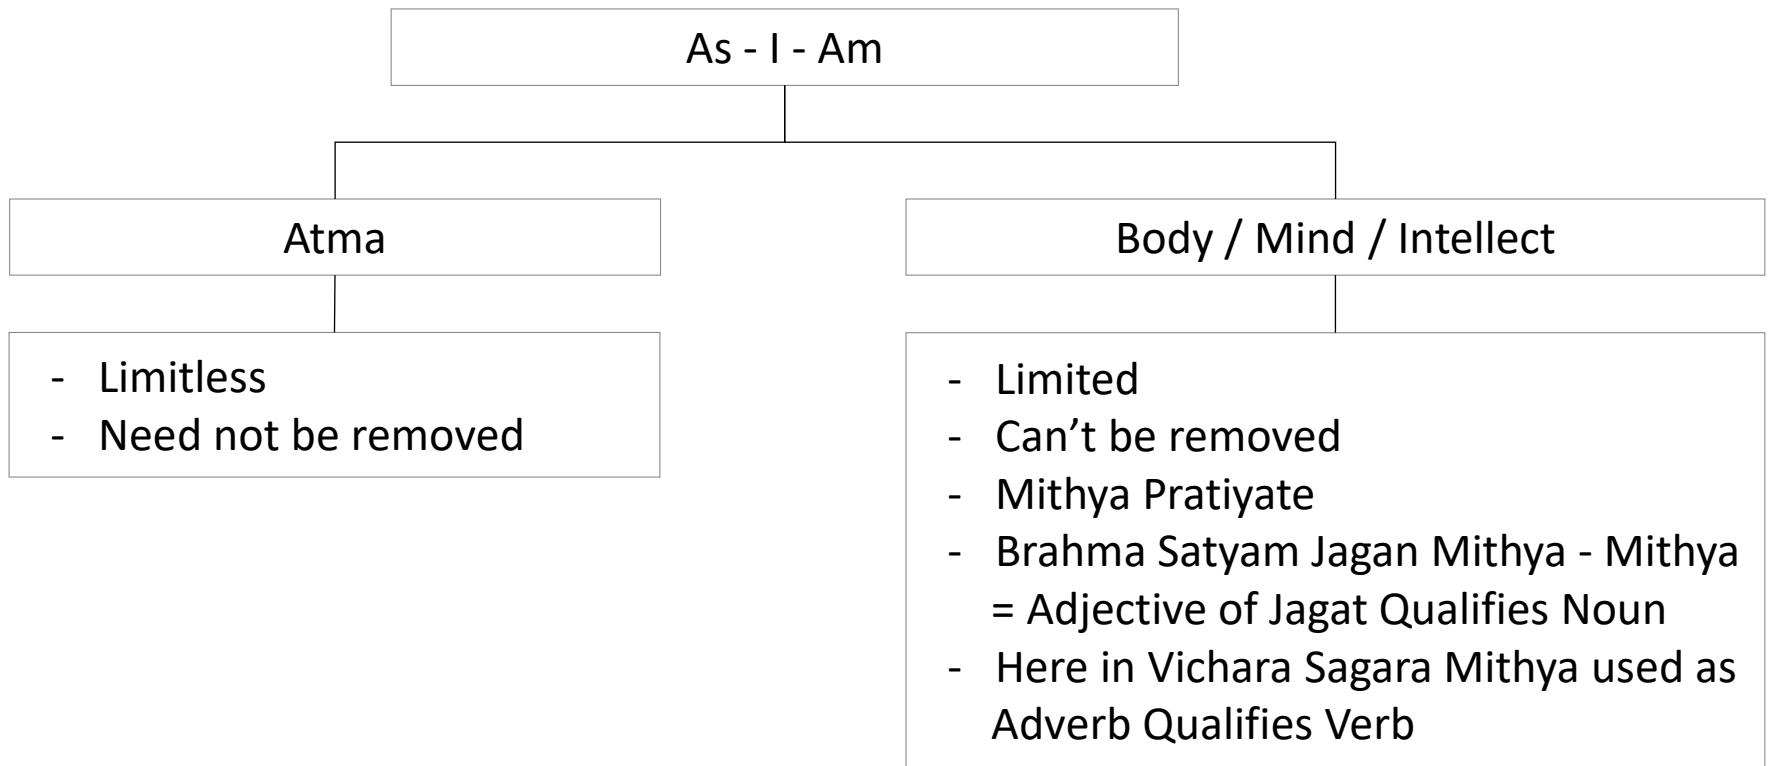 As - I - Am
Atma
Body / Mind / Intellect
- Limitless
- Need not be removed
- Limited
- Can’t be removed
- Mithya Pratiyate
- Brahma Satyam Jagan Mithya - Mithya
= Adjective of Jagat Qualifies Noun
- Here in Vichara Sagara Mithya used as
Adverb Qualifies Verb